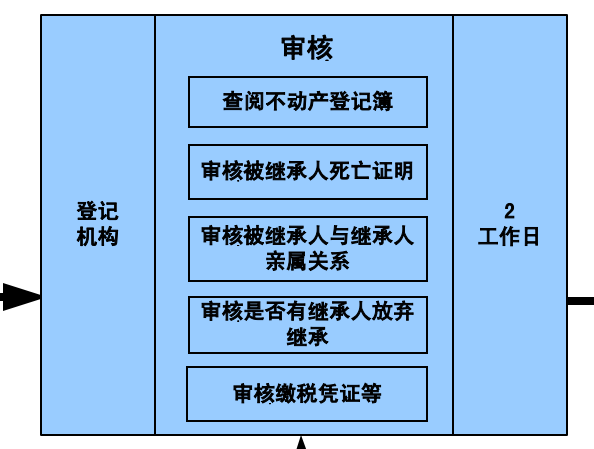 审核
查阅不动产登记簿
审核被继承人死亡证明
登记
机构
审核被继承人与继承人
亲属关系
2
工作日
审核是否有继承人放弃
继承
审核缴税凭证等